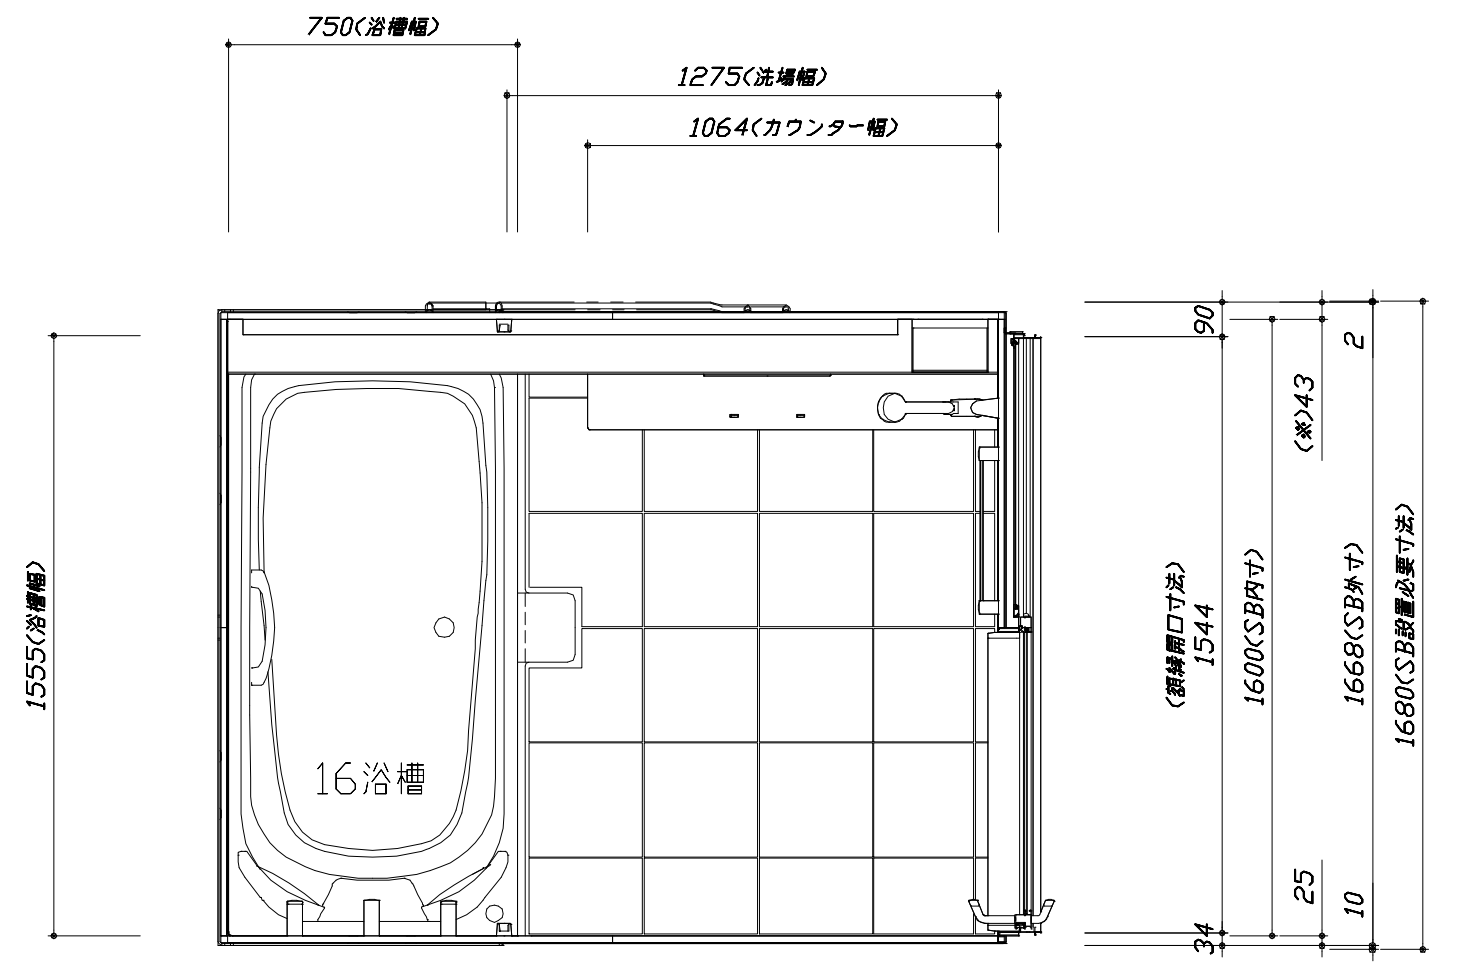 750(浴槽幅)
1275(洗場幅)
1064(カウンター幅)
90
2
(※)43
1555(浴槽幅)
(額縁開口寸法)
1544
1600(SB内寸)
1668(SB外寸)
1680(SB設置必要寸法)
16浴槽
25
10
34